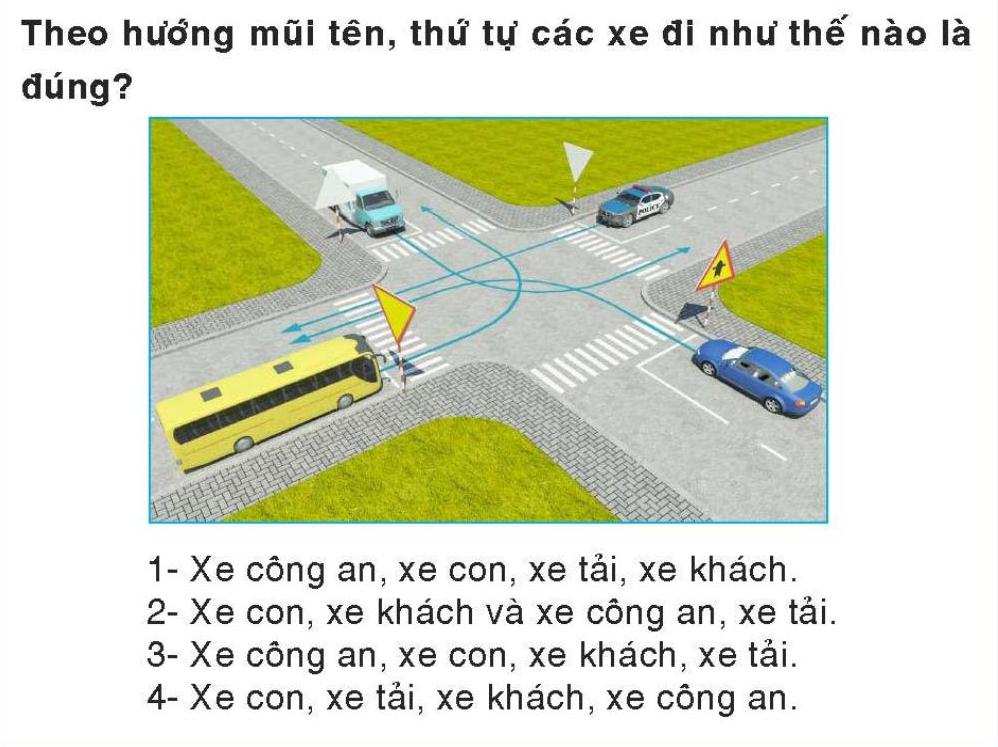 Theo hướng mũi tên, thứ tự các xe đi như thế nào là
đúng?
POLICE
1- Xe công an, xe con, xe tải, xe khách.
2- Xe con, xe khách và xe công an, xe tải.
3- Xe công an, xe con, xe khách, xe tải.
4- Xe con, xe tải, xe khách, xe công an.